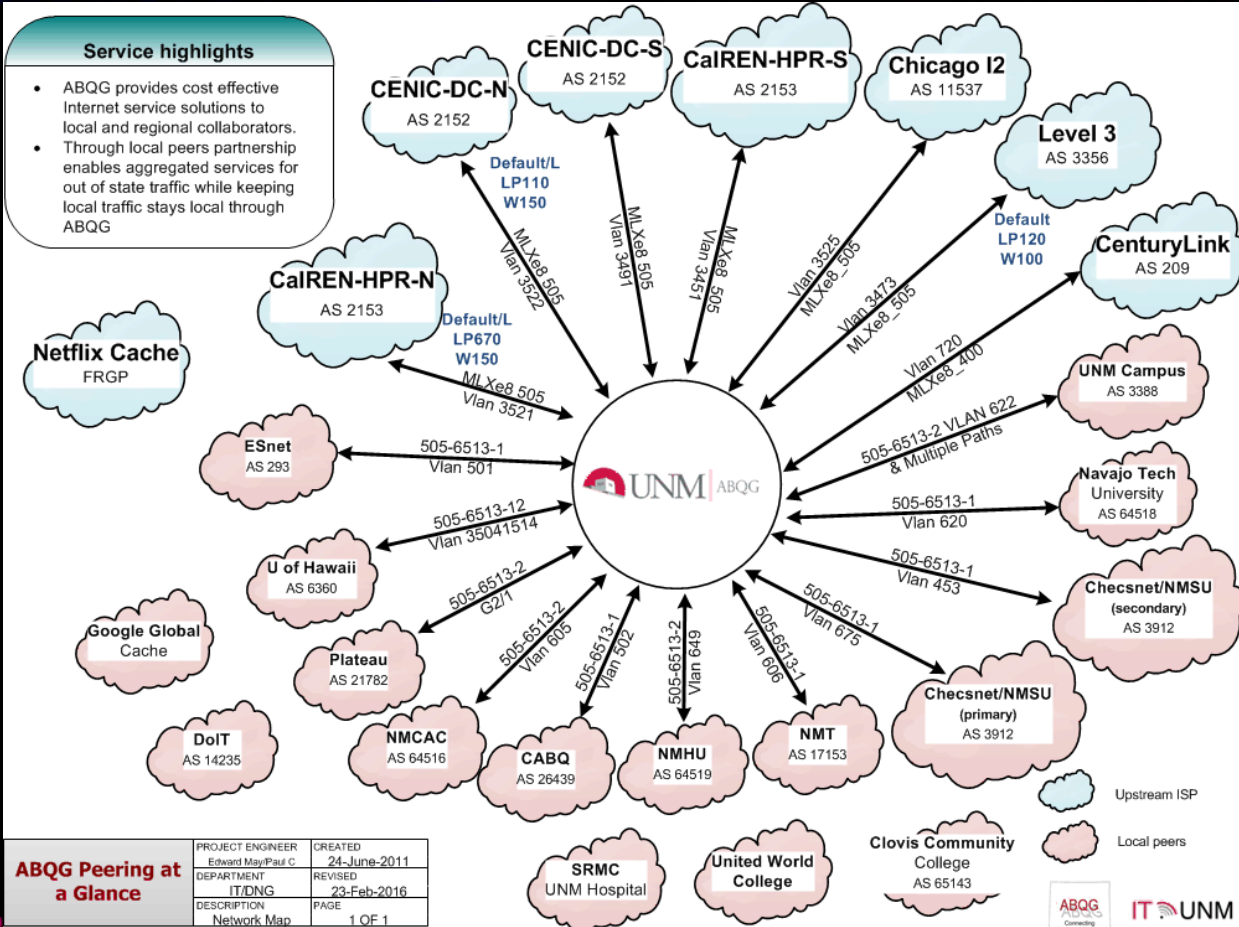 Service highlights
• ABQG provides cost effective
Internet service solutions to
local and regional collaborators.
• Through local peers partnership
enables aggregated services for
out of state traffic while keeping
local traffic stays local through
ABQG
CENIC-DC-N
AS 2152
CENIC-DC-S
AS 2152
CalREN-HPR-S
AS 2153
Chicago I2
AS 11537
Level 3
AS 3356
CenturyLink
AS 209
CalREN-HPR-N
AS 2153
Netflix Cache
FRGP
Default/L
LP110
W150
Default/L
LP670
W150
Default
LP120
W100
MLXe8 505
Vlan 3522
MLXe8 505
Vlan 3491
MLXe8_505
Vlan 3451
Vlan 3525
MLXe8_505
Vlan 3473
MLXe8_505
Vlan 720
MLXe8_400
MLXe8 505
Vlan 3521
UNM Campus
AS 3388
505-6513-2 VLAN 622
& Multiple Paths
ESnet
AS 293
505-6513-1
Vlan 501
UNM ABQG
Navajo Tech
University
AS 64518
505-6513-1
Vlan 620
505-6513-12
Vlan 35041514
U of Hawaii
AS 6360
505-6513-1
Vlan 453
Checsnet/NMSU
(secondary)
AS 3912
505-6513-2
G2/1
Google Global
Cache
Plateau
AS 21782
505-6513-2
Vlan 605
505-6513-1
Vlan 502
505-6513-2
Vlan 649
505-6513-1
Vlan 606
505-6513-1
Vlan 675
Checsnet/NMSU
(primary)
AS 3912
DoIT
AS 14235
NMCAC
AS 64516
CABQ
AS 26439
NMHU
AS 64519
NMT
AS 17153
Upstream ISP
Local peers
SRMC
UNM Hospital
United World
College
Clovis Community
College
AS 65143
ABQG Peering at
a Glance
PROJECT ENGINEER
Edward May/Paul C
CREATED
24-June-2011
DEPARTMENT
IT/DNG
REVISED
23-Feb-2016
DESCRIPTION
Network Map
PAGE
1 OF 1
ABQG
ABQG
Connecting
IT UNM